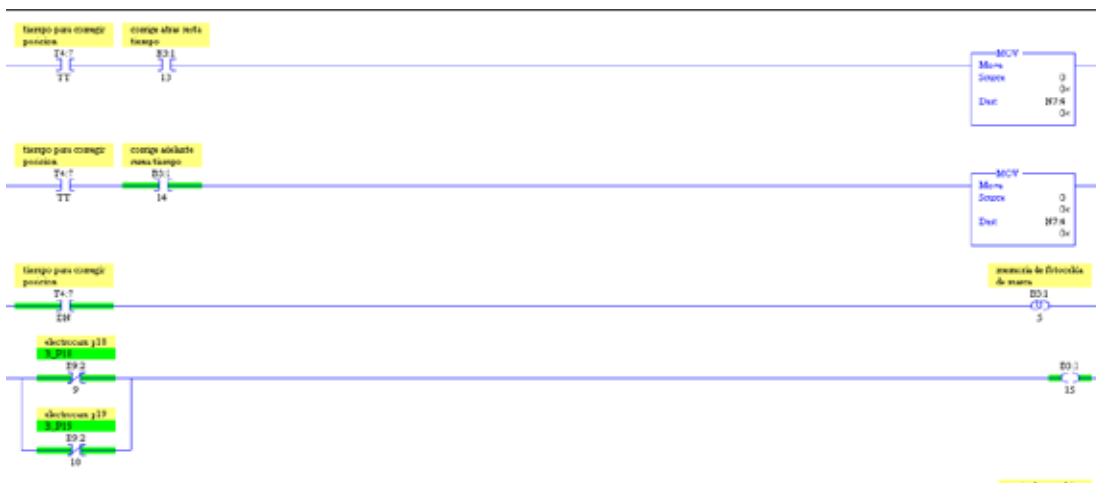 tiempo para corregir
posicion
T4:7
TT
corrige atras resta
tiempo
B3:1
13
MOV
Move
Source 0
0<
Dest N7:6
0<
tiempo para corregir
posicion
T4:7
TT
corrige adelante
suma tiempo
B3:1
14
MOV
Move
Source 0
0<
Dest N7:6
0<
tiempo para corregir
posicion
T4:7
DN
memoria de fotocelda
de marca
B3:1
5
electrocam p18
B_P18
B9:2
9
B3:1
15
electrocam p19
B_P19
B9:2
10